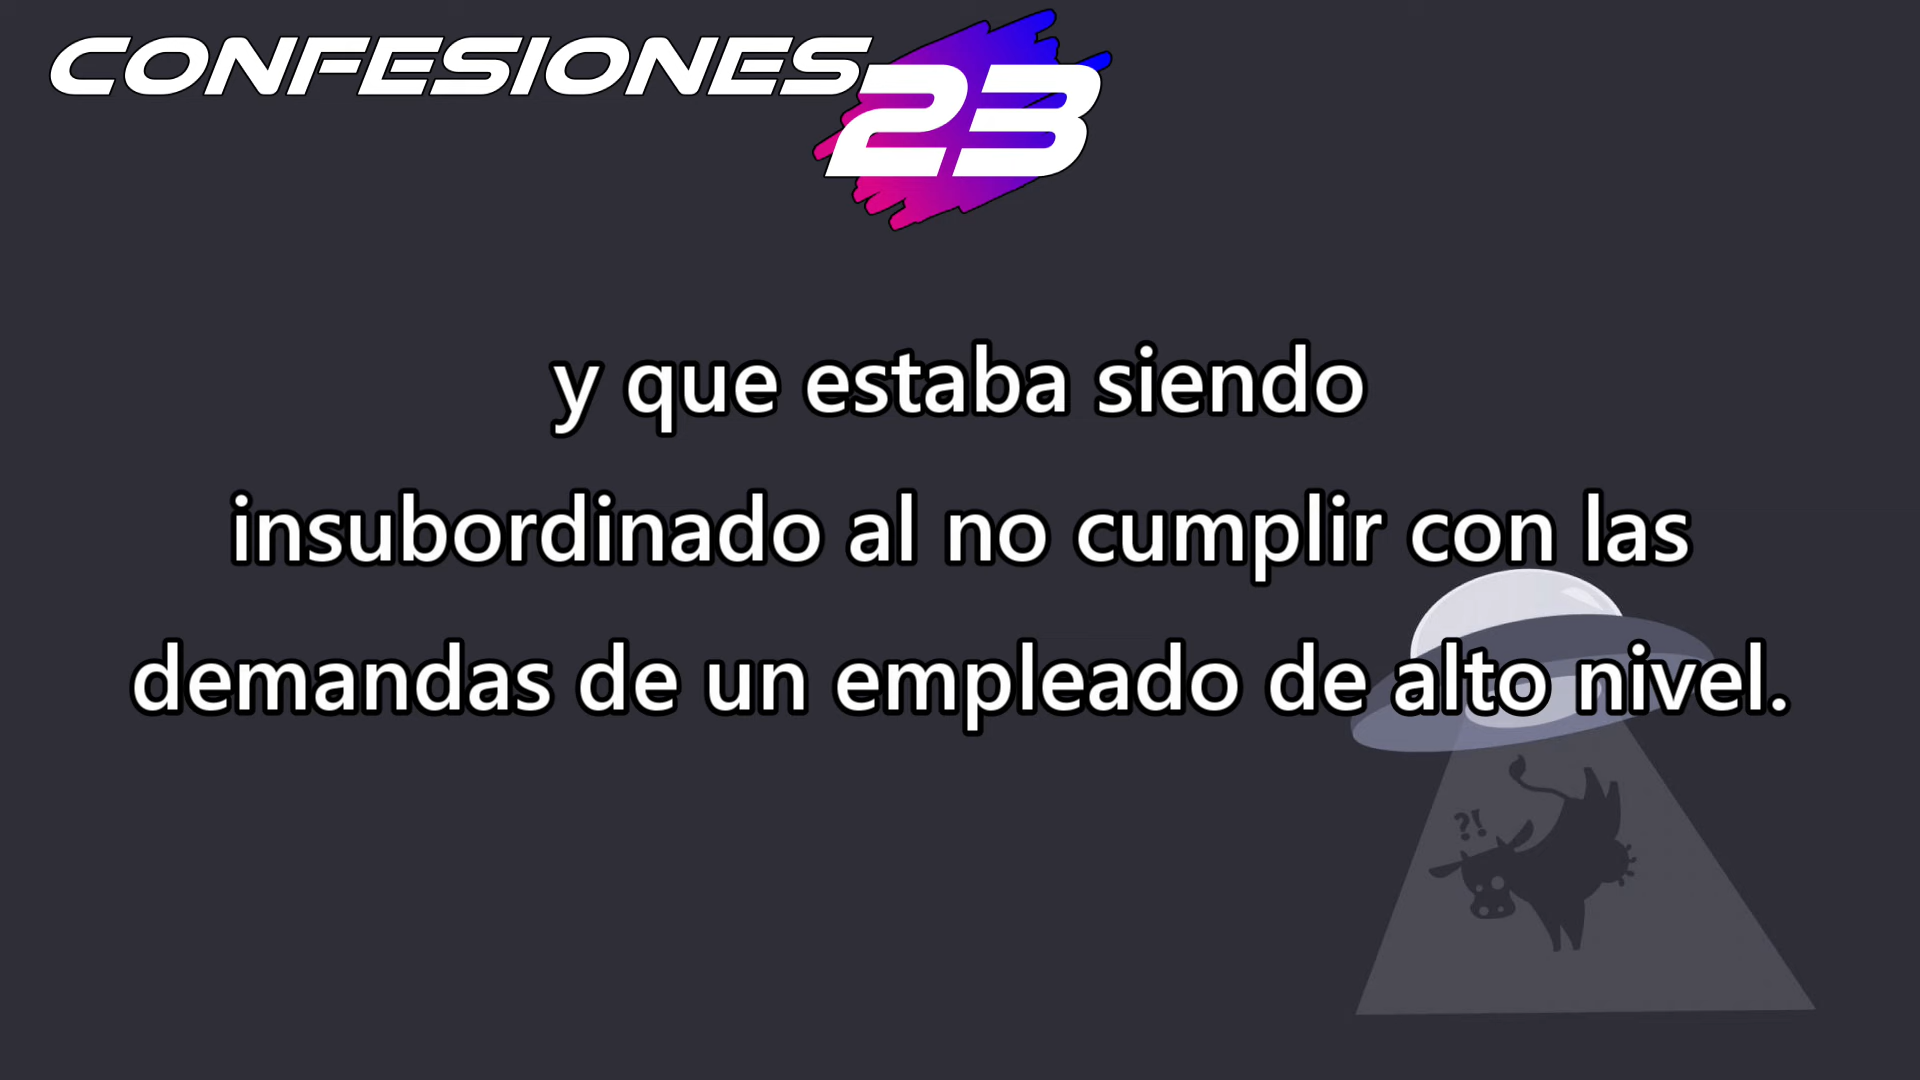 CONFESIONES
23
y que estaba siendo
insubordinado al no cumplir con las
demandas de un empleado de alto nivel.
?!